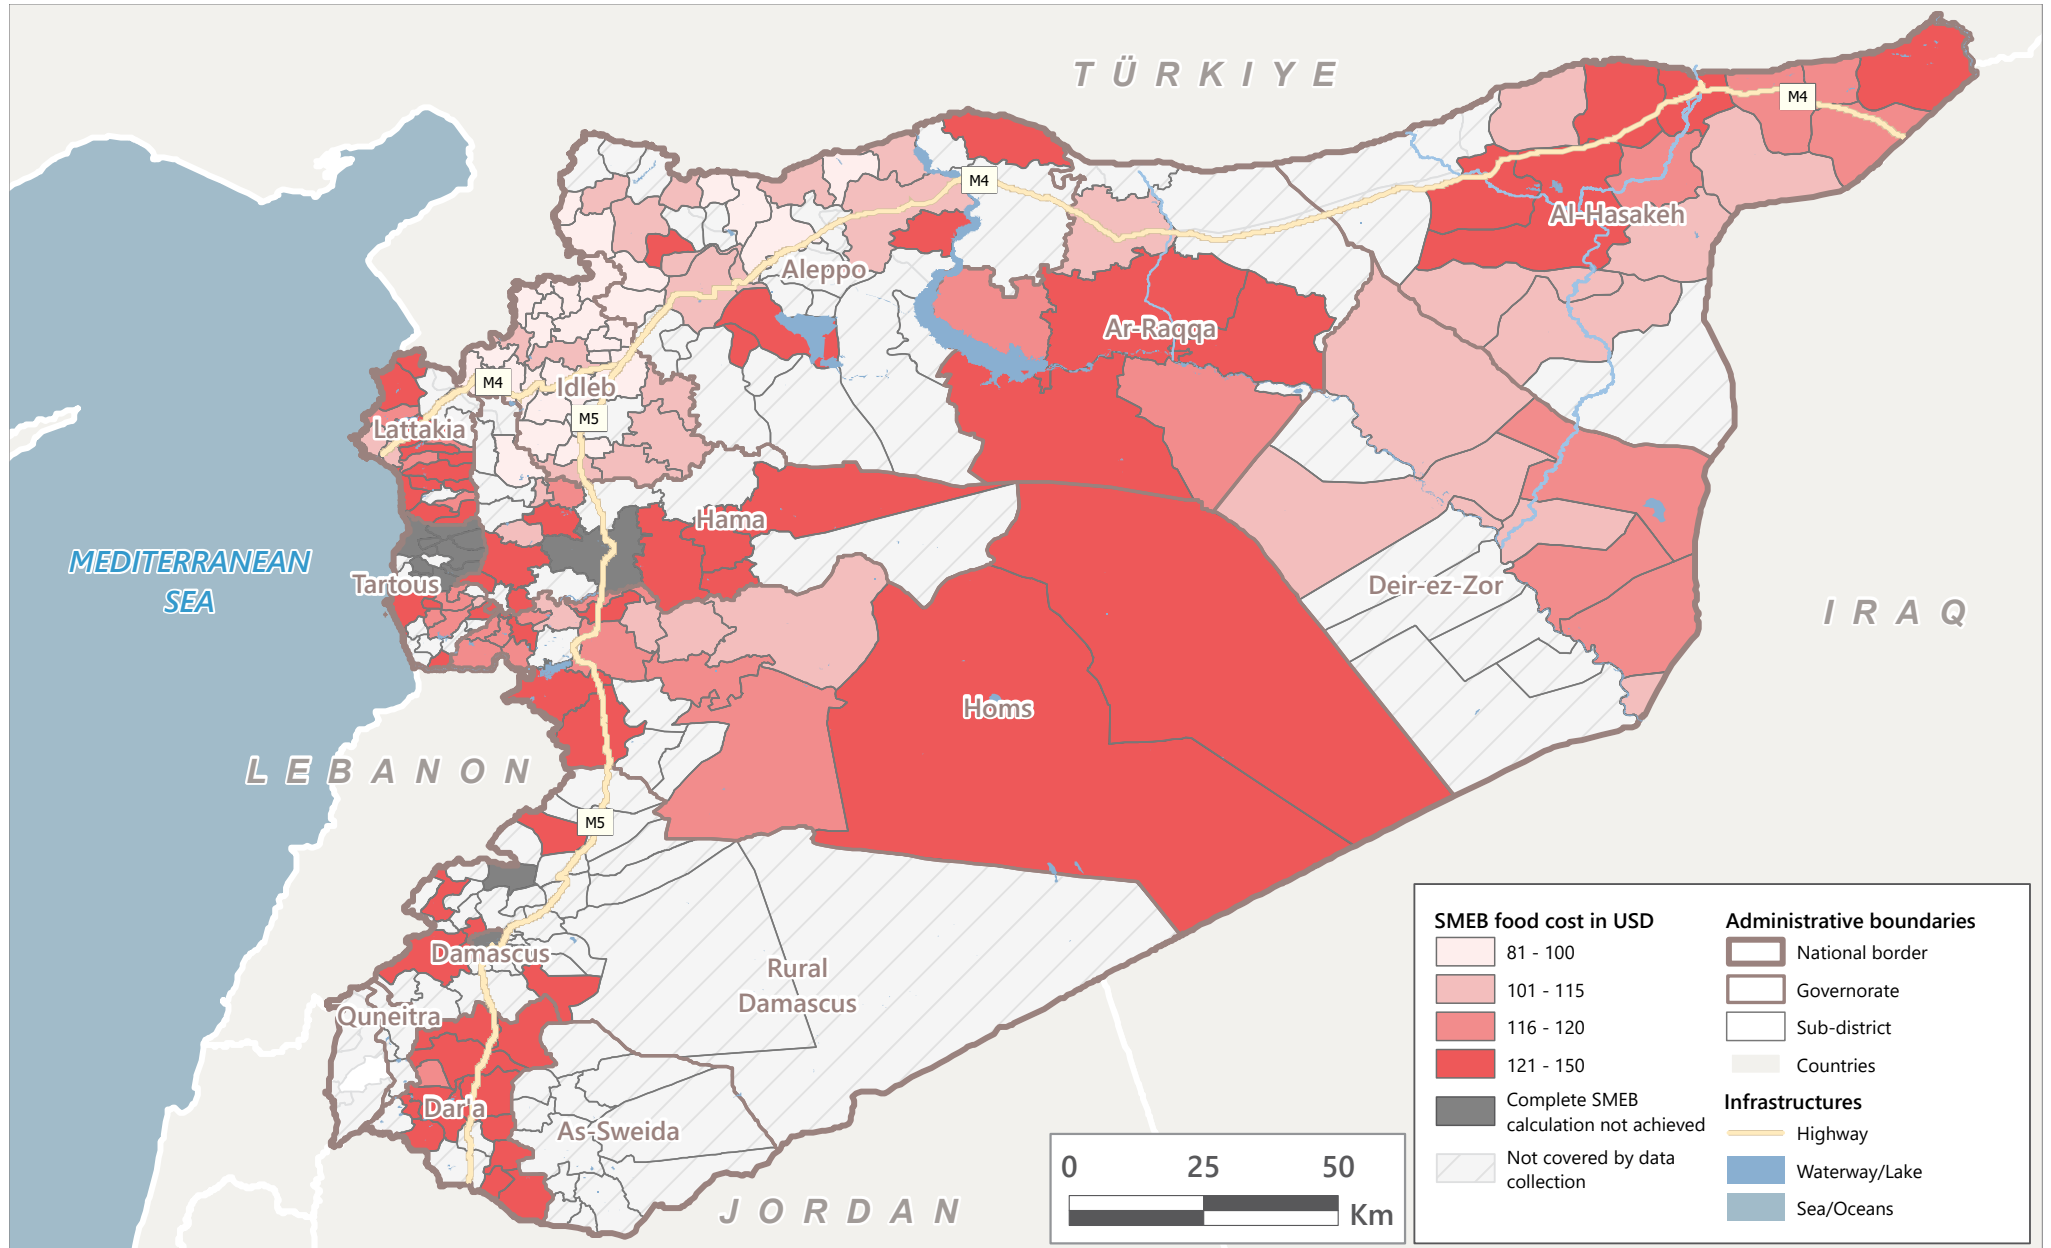 TÜRKIYE
M4
M4
Al-Hasakeh
Aleppo
Ar-Raqqa
M4
Idleb
M5
Lattakia
Hama
MEDITERRANEAN
SEA
Tartous
Deir-ez-Zor
IRAQ
Homs
LEBANON
M5
Damascus
Rural
Damascus
Quneitra
Dar'a
As-Sweida
JORDAN
0 25 50
Km
SMEB food cost in USD
81 - 100
101 - 115
116 - 120
121 - 150
Complete SMEB
calculation not achieved
Not covered by data
collection
Administrative boundaries
National border
Governorate
Sub-district
Countries
Infrastructures
Highway
Waterway/Lake
Sea/Oceans